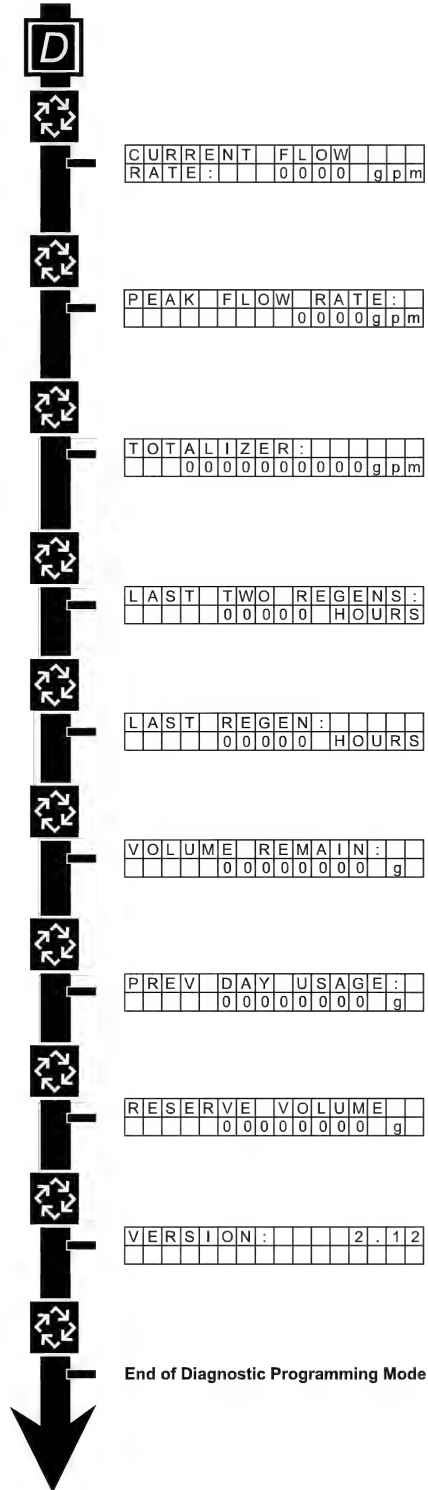 D
CURRENT FLOW
RATE: 0000 gpm
PEAK FLOW RATE:
0000gpm
TOTALIZER:
0000000000gpm
LAST TWO REGENS:
00000 HOURS
LAST REGEN:
00000 HOURS
VOLUME REMAIN:
00000000 g
PREV DAY USAGE:
00000000 g
RESERVE VOLUME
00000000 g
VERSION: 2.12
End of Diagnostic Programming Mode